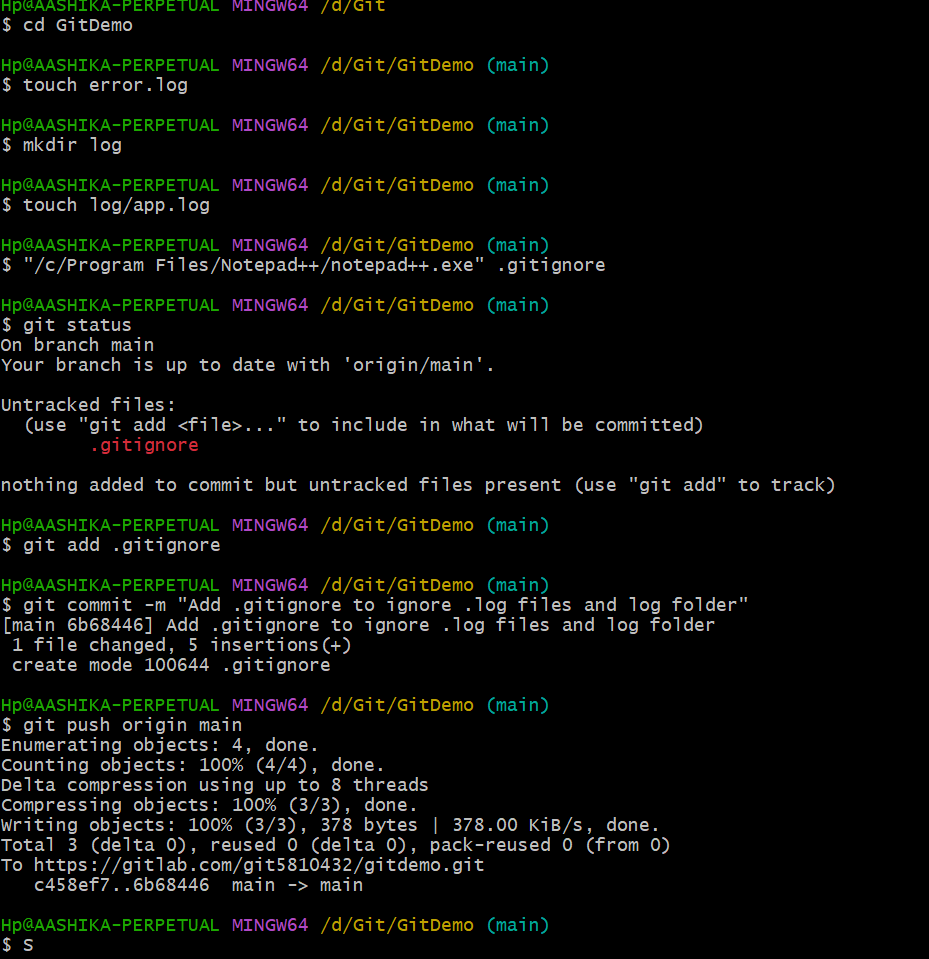 Hp@AASHIKA-PERPETUAL MINGW64 /d/Git
$ cd GitDemo
Hp@AASHIKA-PERPETUAL MINGW64 /d/Git/GitDemo (main)
$ touch error.log
Hp@AASHIKA-PERPETUAL MINGW64 /d/Git/GitDemo (main)
$ mkdir log
Hp@AASHIKA-PERPETUAL MINGW64 /d/Git/GitDemo (main)
$ touch log/app.log
Hp@AASHIKA-PERPETUAL MINGW64 /d/Git/GitDemo (main)
$ "/c/Program Files/Notepad++/notepad++.exe" .gitignore
Hp@AASHIKA-PERPETUAL MINGW64 /d/Git/GitDemo (main)
$ git status
On branch main
Your branch is up to date with 'origin/main'.
Untracked files:
  (use "git add <file>..." to include in what will be committed)
        .gitignore
nothing added to commit but untracked files present (use "git add" to track)
Hp@AASHIKA-PERPETUAL MINGW64 /d/Git/GitDemo (main)
$ git add .gitignore
Hp@AASHIKA-PERPETUAL MINGW64 /d/Git/GitDemo (main)
$ git commit -m "Add .gitignore to ignore .log files and log folder"
[main 6b68446] Add .gitignore to ignore .log files and log folder
 1 file changed, 5 insertions(+)
 create mode 100644 .gitignore
Hp@AASHIKA-PERPETUAL MINGW64 /d/Git/GitDemo (main)
$ git push origin main
Enumerating objects: 4, done.
Counting objects: 100% (4/4), done.
Delta compression using up to 8 threads
Compressing objects: 100% (3/3), done.
Writing objects: 100% (3/3), 378 bytes | 378.00 KiB/s, done.
Total 3 (delta 0), reused 0 (delta 0), pack-reused 0 (from 0)
To https://gitlab.com/git5810432/gitdemo.git
   c458ef7..6b68446  main -> main
Hp@AASHIKA-PERPETUAL MINGW64 /d/Git/GitDemo (main)
$ S